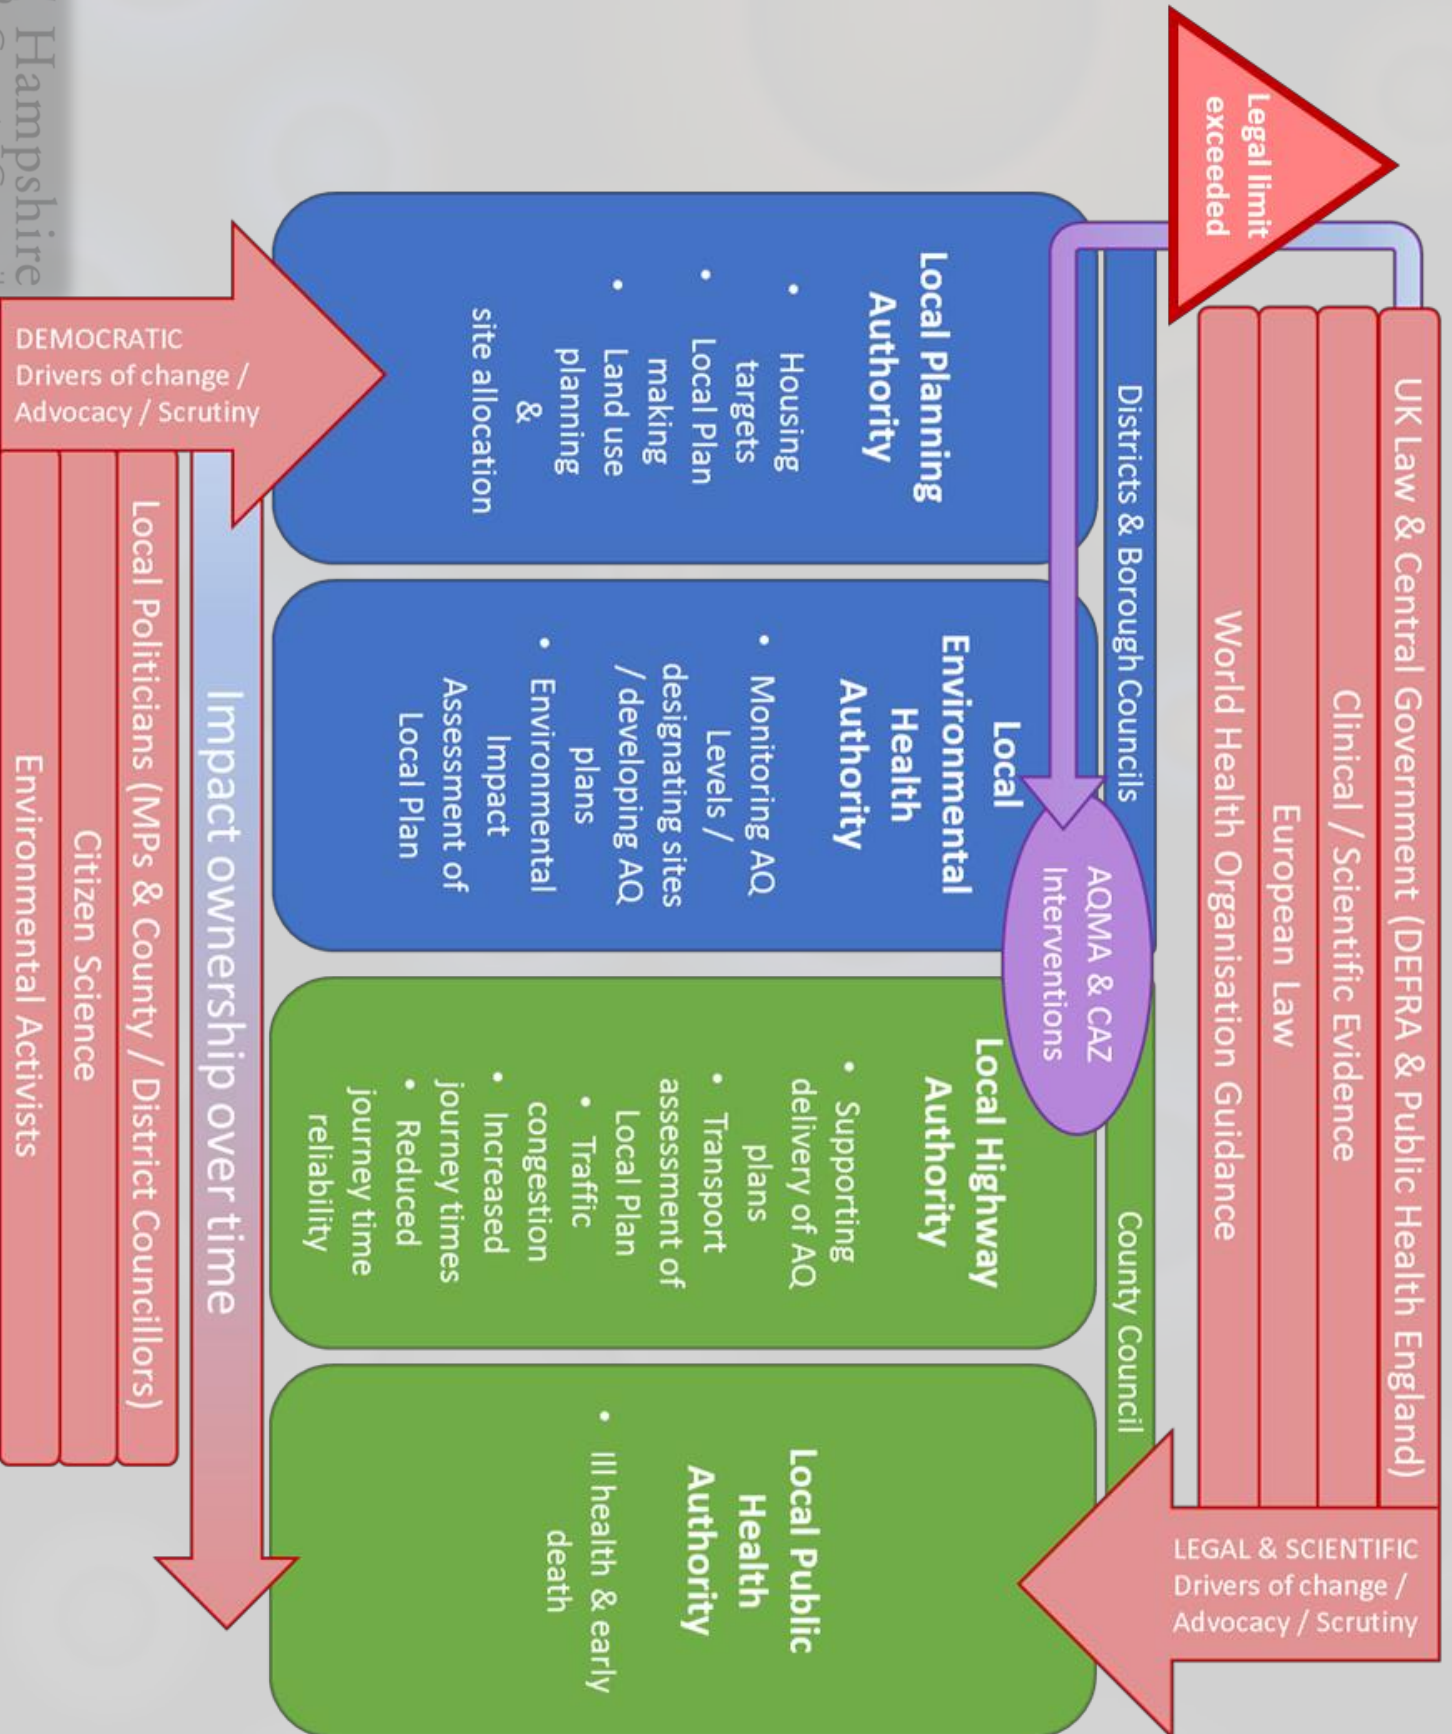 UK Law & Central Government (DEFRA & Public Health England)
Clinical / Scientific Evidence
European Law
World Health Organisation Guidance
LEGAL & SCIENTIFIC
Drivers of change /
Advocacy / Scrutiny
Legal limit
exceeded
Districts & Borough Councils
County Council
AQMA & CAZ
Interventions
Local Planning
Authority
• Housing
targets
• Local Plan
making
• Land use
planning
&
site allocation
Local
Environmental
Health
Authority
• Monitoring AQ
Levels /
designating sites
/ developing AQ
plans
• Environmental
Impact
Assessment of
Local Plan
Local Highway
Authority
• Supporting
delivery of AQ
plans
• Transport
assessment of
Local Plan
• Traffic
congestion
• Increased
journey times
• Reduced
journey time
reliability
Local Public
Health
Authority
• Ill health & early
death
Impact ownership over time
DEMOCRATIC
Drivers of change /
Advocacy / Scrutiny
Local Politicians (MPs & County / District Councillors)
Citizen Science
Environmental Activists
Hampshire